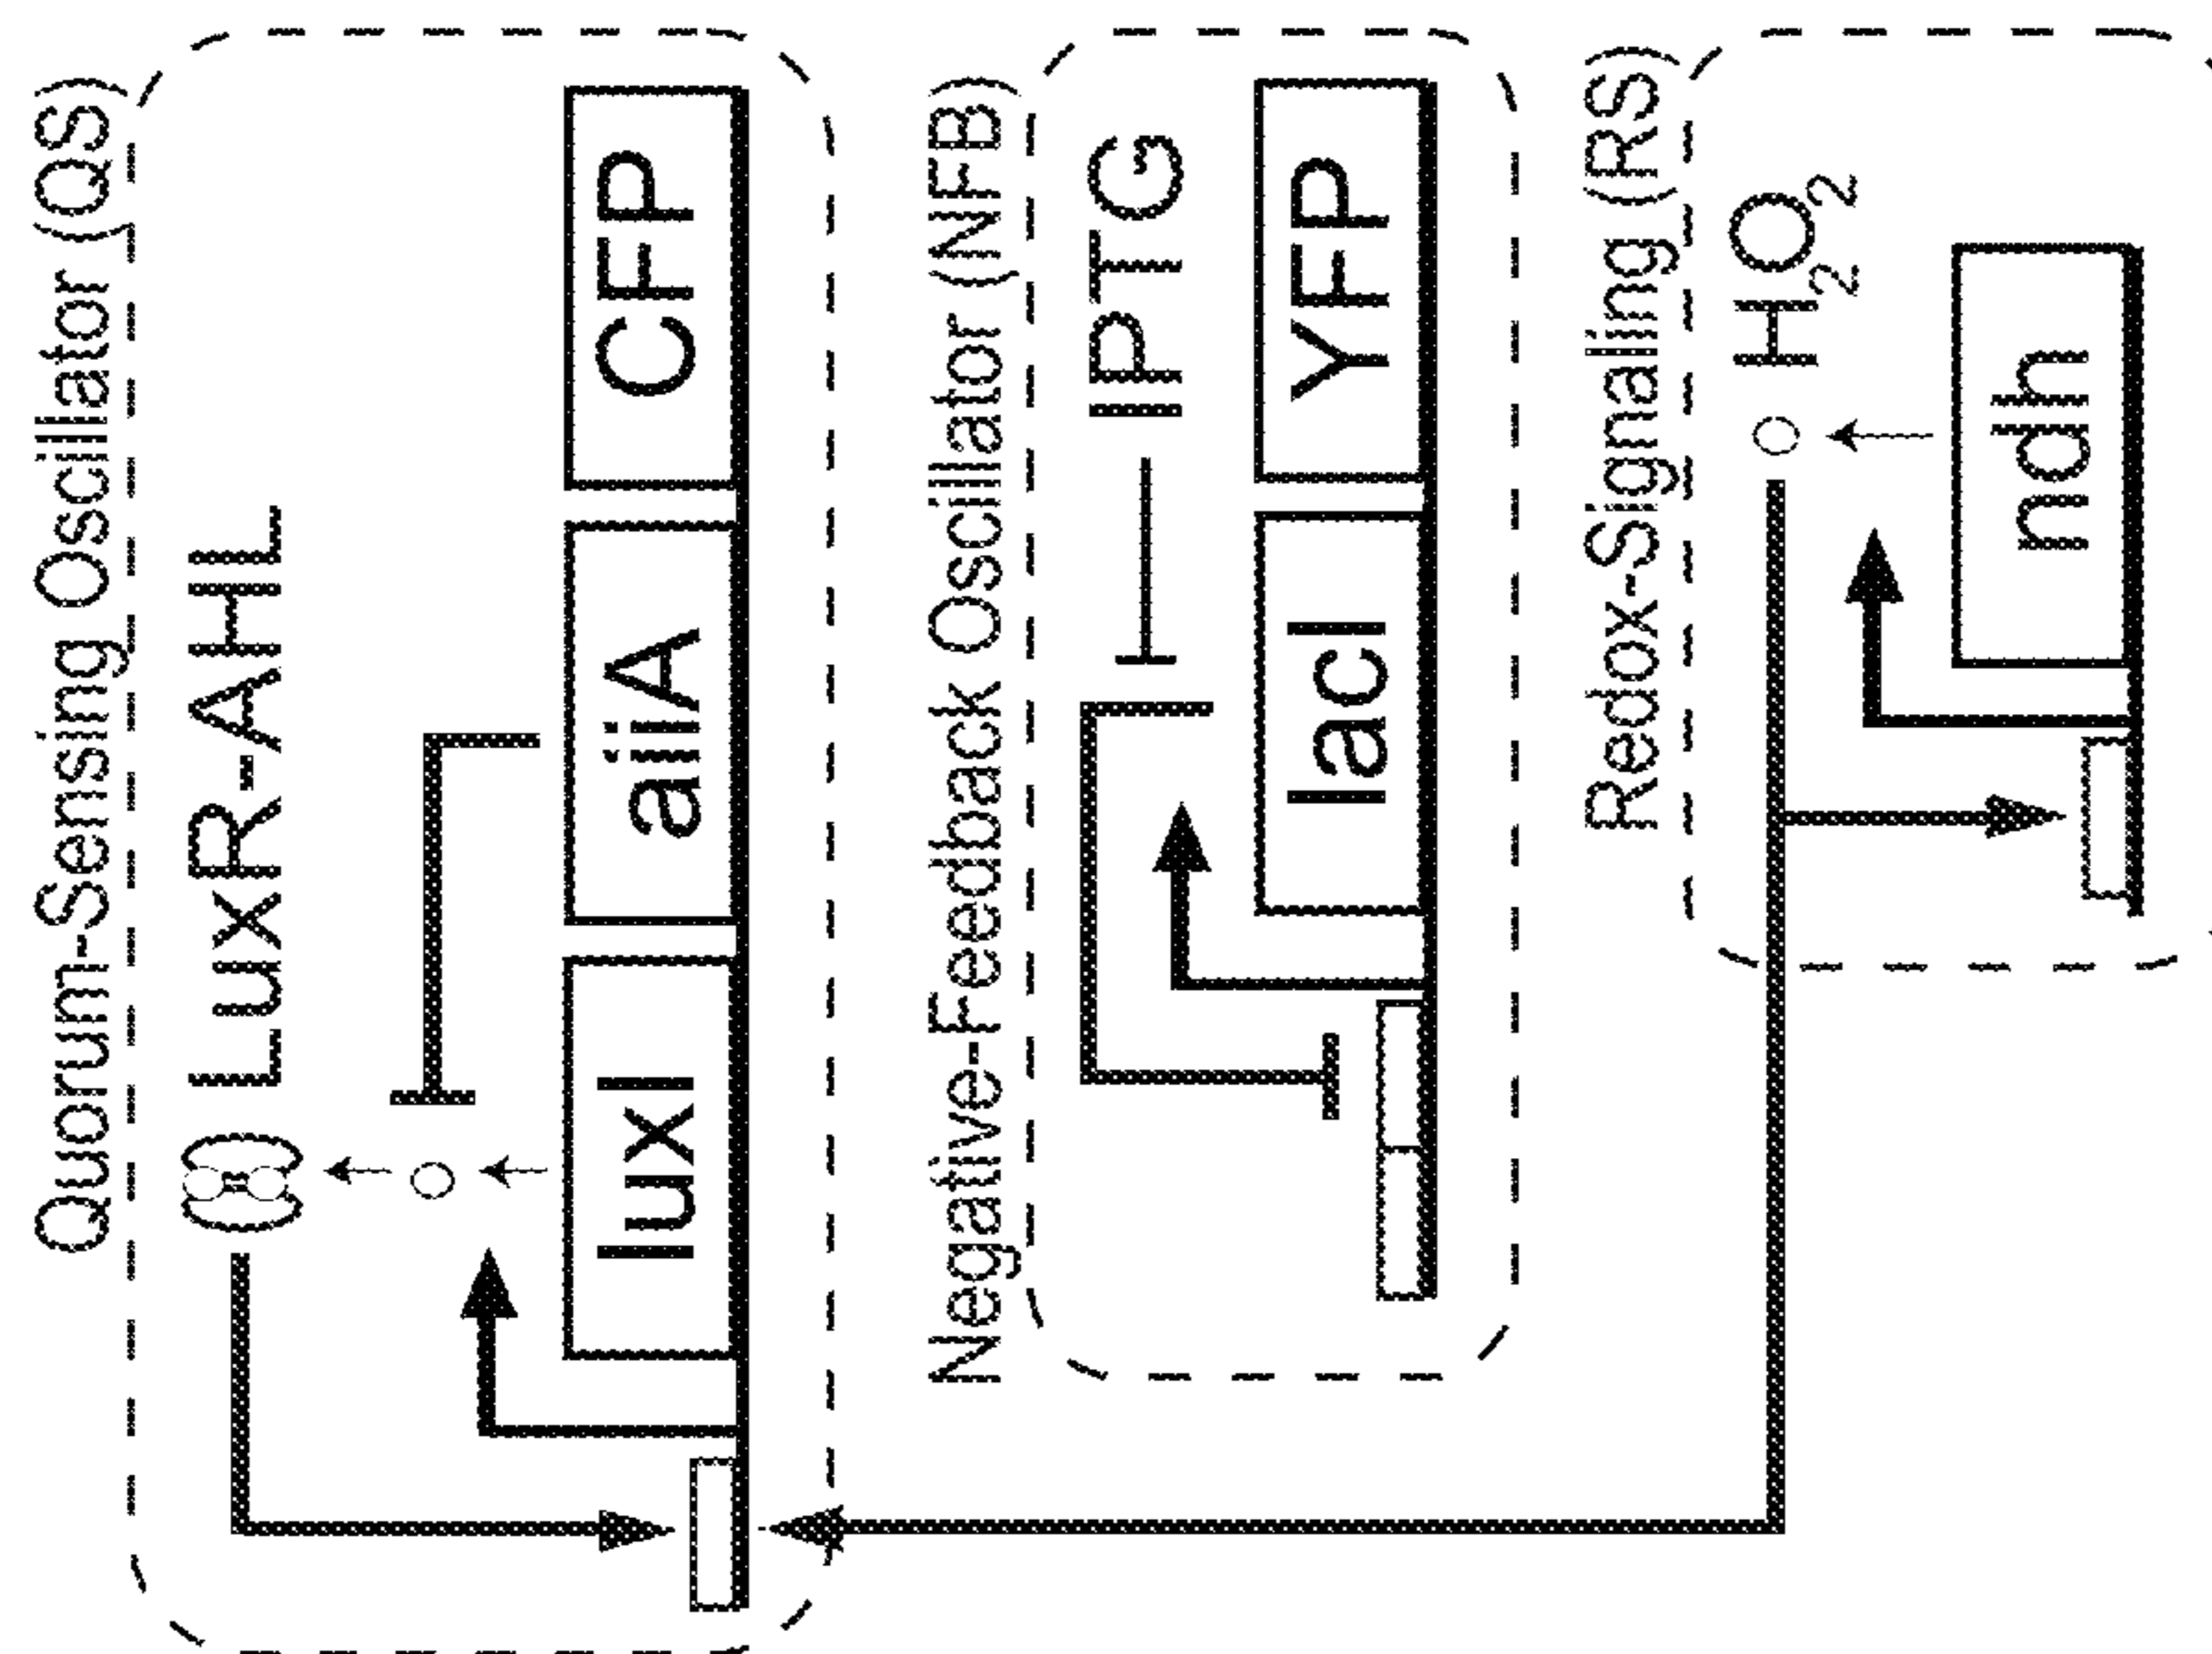 Quorum-Sensing Oscillator (QS)
LuxR-AHL
luxI
aiiA
CFP
Negative-Feedback Oscillator (NFB)
IPTG
lacI
YFP
Redox-Signaling (RS)
H2O2
ndh